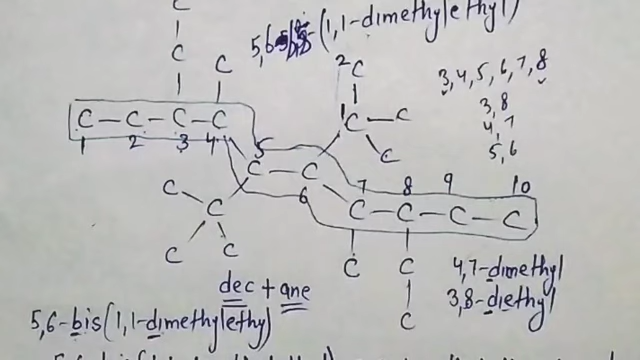 5,6-bis-(1,1-dimethylethyl)
C
C C
C-C-C-C
1 2 3 4
2C
1C-C
C
3,4,5,6,7,8
3,8
4,7
5,6
5
C-C
6
C
C
C C
7 8 9 10
C-C-C-C
C C
C
dec + ane
4,7-dimethyl
3,8-diethyl
5,6-bis(1,1-dimethylethy)